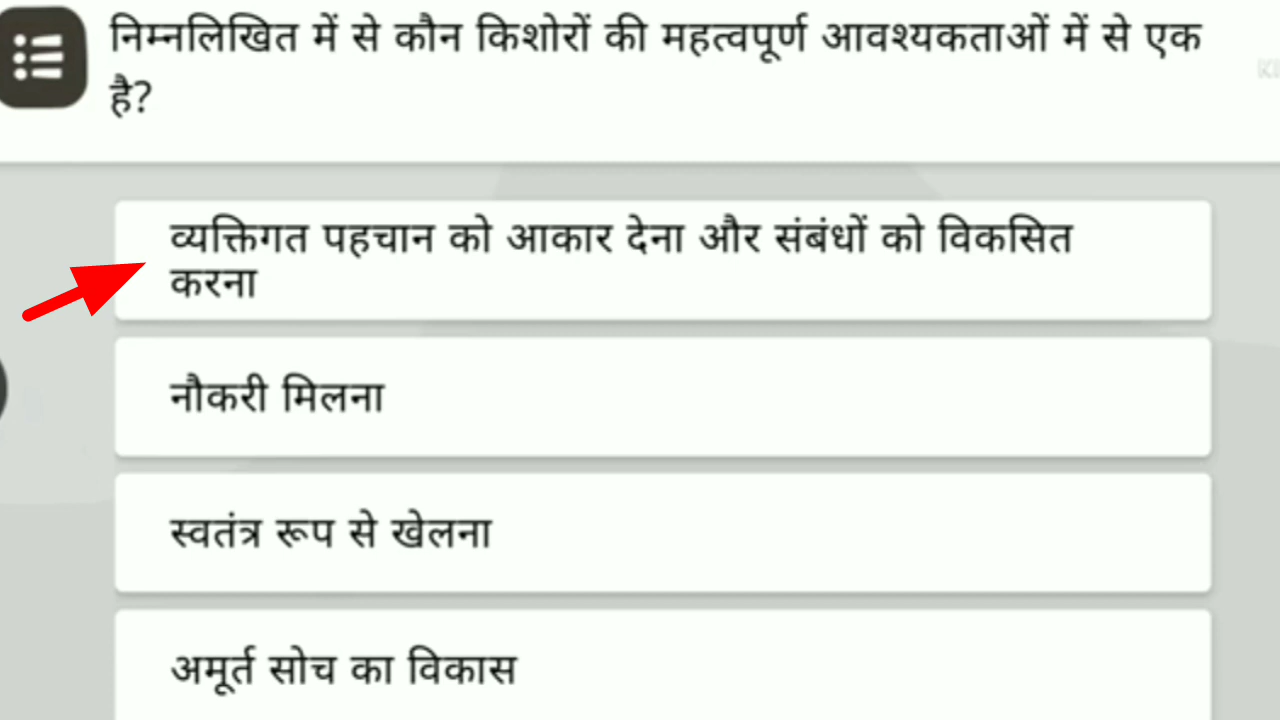 निम्नलिखित में से कौन किशोरों की महत्वपूर्ण आवश्यकताओं में से एक
है?
व्यक्तिगत पहचान को आकार देना और संबंधों को विकसित
करना
नौकरी मिलना
स्वतंत्र रूप से खेलना
अमूर्त सोच का विकास